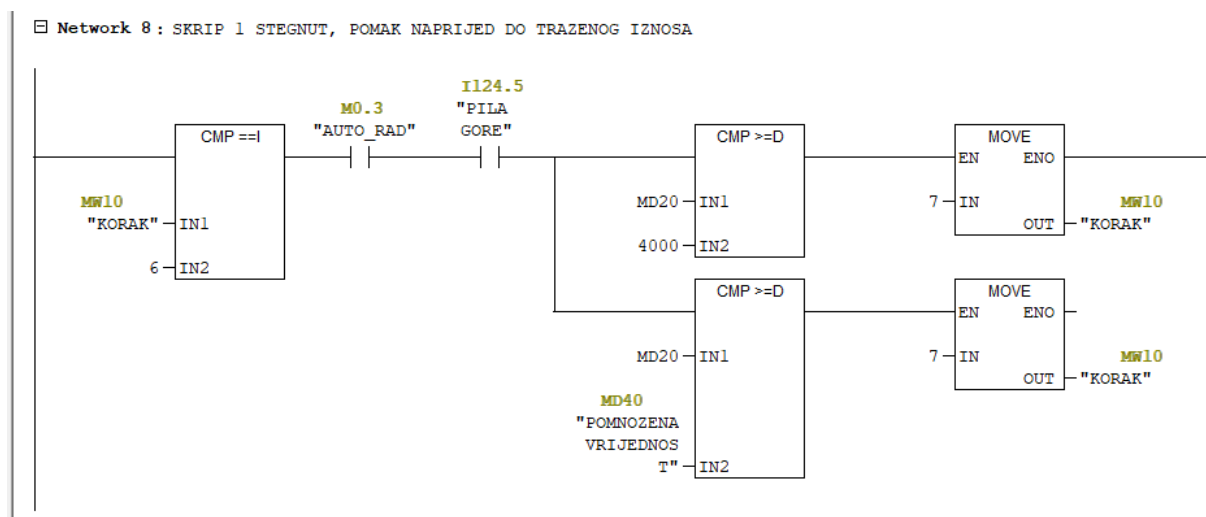 Network 8: SKRIP 1 STEGNUT, POMAK NAPRIJED DO TRAZENOG IZNOSA
I124.5
M0.3 "PILA
CMP ==I "AUTO_RAD" GORE" CMP >=D MOVE
EN ENO
MW10 MD20 IN1 7 IN MW10
"KORAK" IN1 OUT "KORAK"
4000 IN2
6 IN2
CMP >=D MOVE
EN ENO
MD20 IN1 7 IN MW10
OUT "KORAK"
MD40
"POMNOZENA
VRIJEDNOS
T" IN2